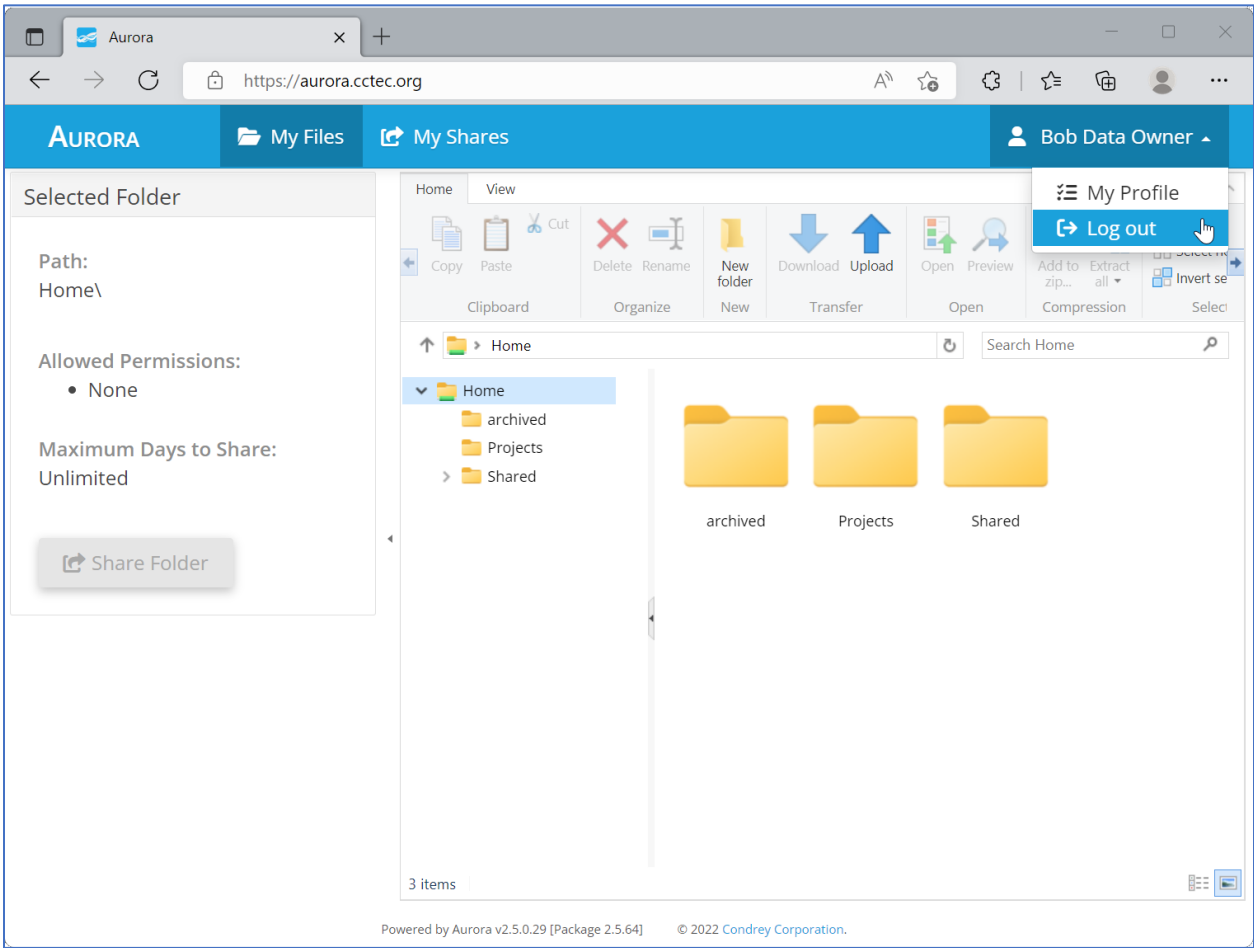 Aurora
https://aurora.cctec.org
AURORA
My Files
My Shares
Bob Data Owner
My Profile
Log out
Selected Folder
Path:
Home\
Allowed Permissions:
None
Maximum Days to Share:
Unlimited
Share Folder
Home View
Copy
Paste
Cut
Clipboard
Delete
Rename
Organize
New
folder
New
Download
Upload
Transfer
Open
Preview
Open
Add to
zip...
Extract
all
Compression
Invert se
Select
Home
Search Home
Home
archived
Projects
Shared
archived Projects Shared
3 items
Powered by Aurora v2.5.0.29 [Package 2.5.64] © 2022 Condrey Corporation.